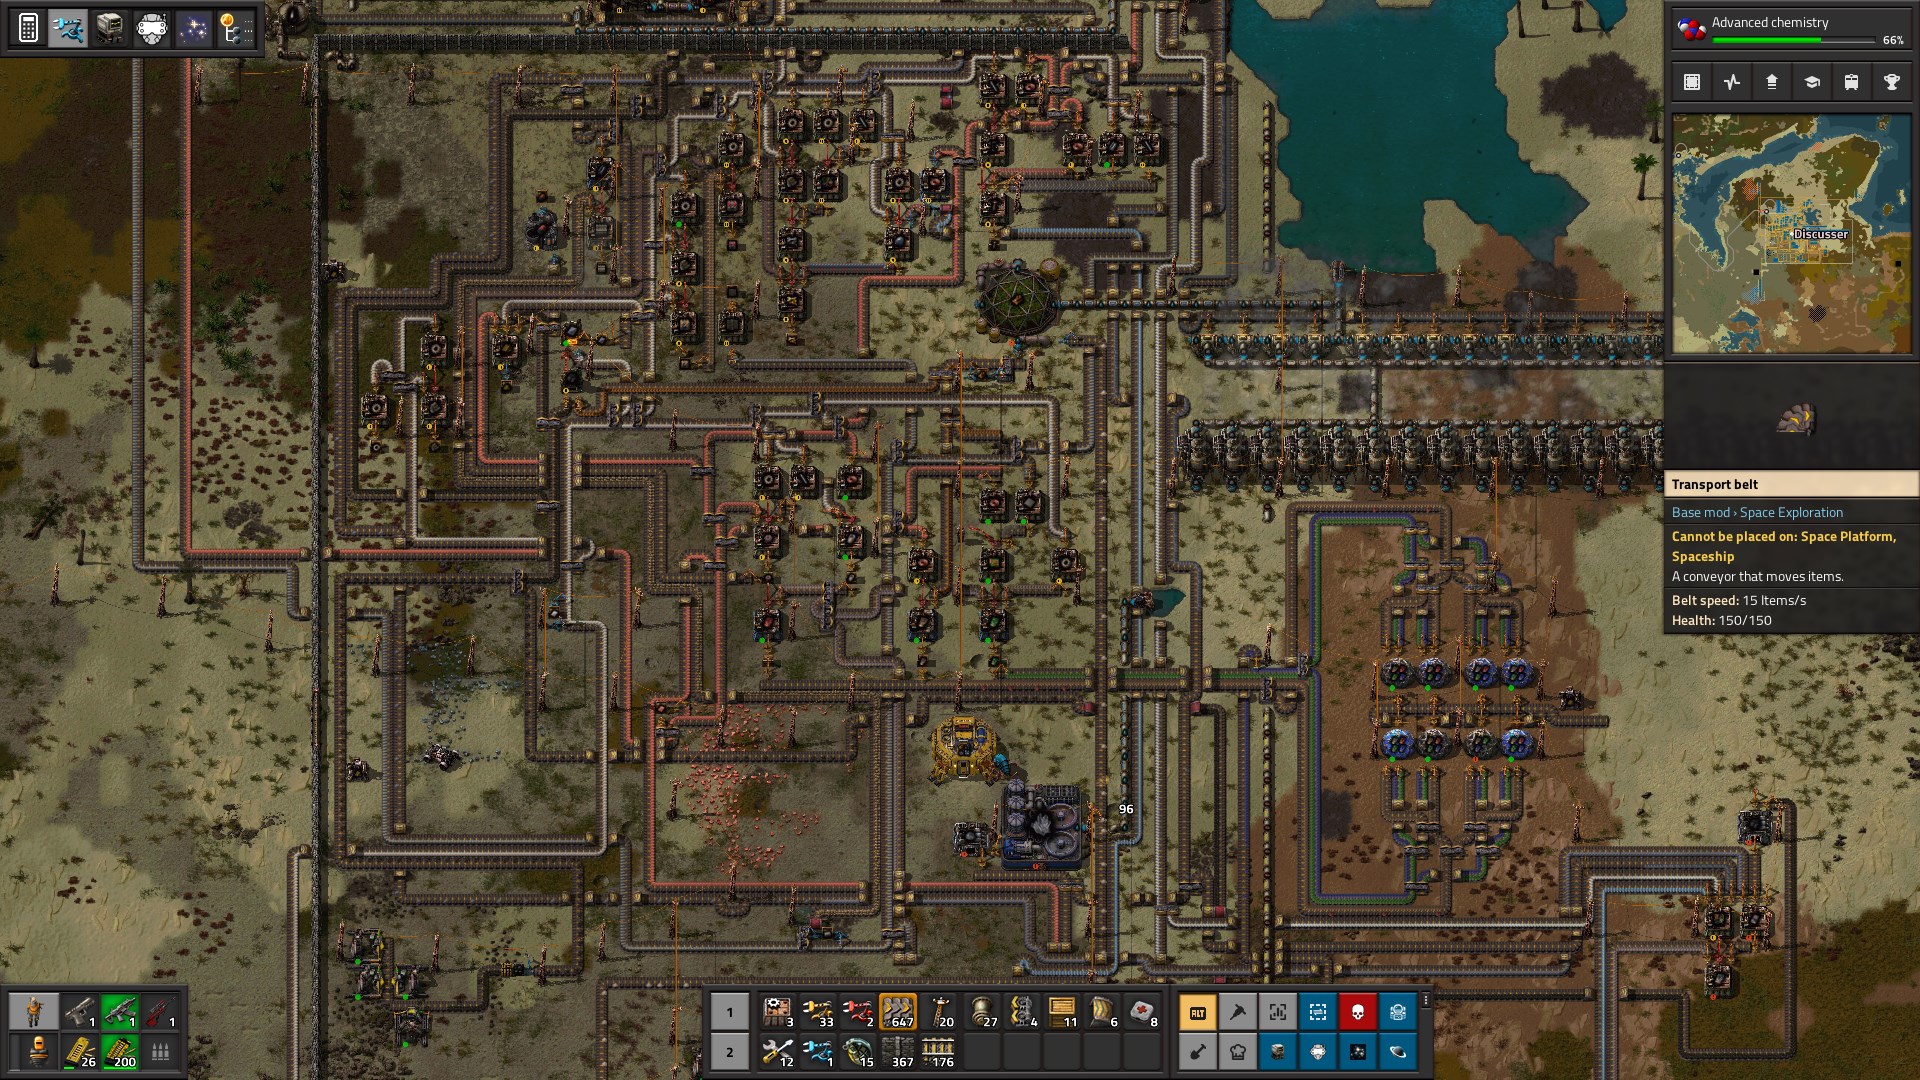 Advanced chemistry
66%
Discusser
Transport belt
Base mod › Space Exploration
Cannot be placed on: Space Platform,
Spaceship
A conveyor that moves items.
Belt speed: 15 Items/s
Health: 150/150
96
1 1 1
26 200
1 3 33 2 647 20 27 4 11 6 8
ALT
2 12 1 15 367 176